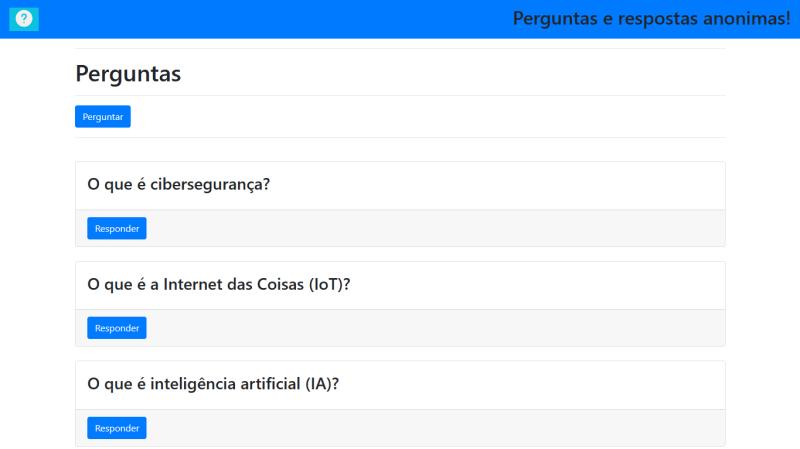 Perguntas e respostas anonimas!
Perguntas
Perguntar
O que é cibersegurança?
Responder
O que é a Internet das Coisas (IoT)?
Responder
O que é inteligência artificial (IA)?
Responder